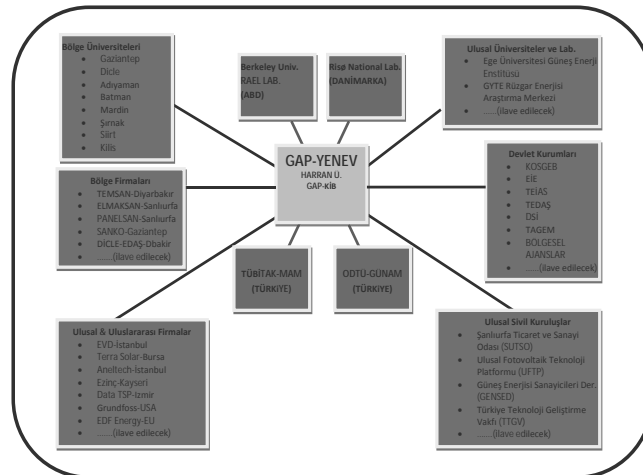 Bölge Üniversiteleri
• Gaziantep
• Dicle
• Adıyaman
• Batman
• Mardin
• Şırnak
• Siirt
• Kilis
Berkeley Univ.
RAEL LAB.
(ABD)
Risø National Lab.
(DANİMARKA)
Ulusal Üniversiteler ve Lab.
• Ege Üniversitesi Güneş Enerji
Enstitüsü
• GYTE Rüzgar Enerjisi
Araştırma Merkezi
• ......(ilave edilecek)
GAP-YENEV
HARRAN Ü.
GAP-KİB
Bölge Firmaları
• TEMSAN-Diyarbakır
• ELMAKSAN-Sanlıurfa
• PANELSAN-Sanlıurfa
• SANKO-Gaziantep
• DİCLE-EDAŞ-Dbakir
• .......(ilave edilecek)
Devlet Kurumları
• KOSGEB
• EİE
• TEİAS
• TEDAŞ
• DSİ
• TAGEM
• BÖLGESEL
AJANSLAR
• .....(ilave edilecek)
TÜBİTAK-MAM
(TÜRKİYE)
ODTÜ-GÜNAM
(TÜRKİYE)
Ulusal & Uluslararası Firmalar
• EVD-İstanbul
• Terra Solar-Bursa
• Aneltech-İstanbul
• Ezinç-Kayseri
• Data TSP-Izmir
• Grundfoss-USA
• EDF Energy-EU
• .......(ilave edilecek)
Ulusal Sivil Kuruluşlar
• Şanlıurfa Ticaret ve Sanayi
Odası (SUTSO)
• Ulusal Fotovoltaik Teknoloji
Platformu (UFTP)
• Güneş Enerjisi Sanayicileri Der.
(GENSED)
• Türkiye Teknoloji Geliştirme
Vakfı (TTGV)
• .......(ilave edilecek)